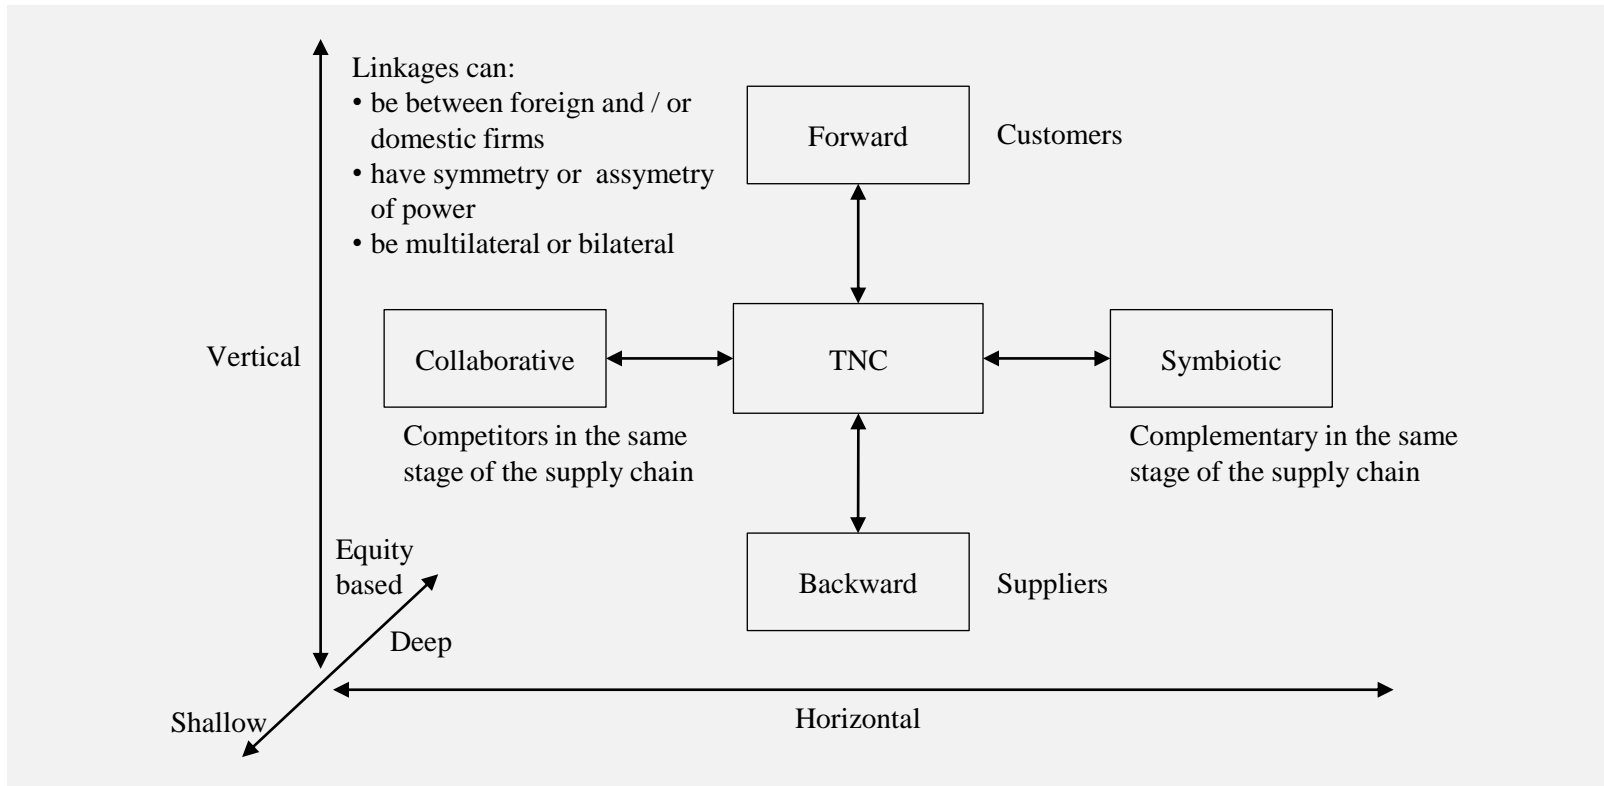 Linkages can:
• be between foreign and / or
domestic firms
• have symmetry or assymetry
of power
• be multilateral or bilateral
Forward
Customers
Vertical
Collaborative
TNC
Symbiotic
Competitors in the same
stage of the supply chain
Complementary in the same
stage of the supply chain
Equity
based
Backward
Suppliers
Deep
Shallow
Horizontal